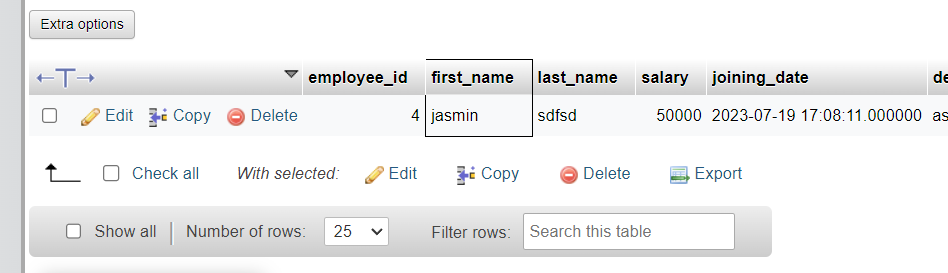 Extra options
employee_id first_name last_name salary joining_date de
Edit Copy Delete 4 jasmin sdfsd 50000 2023-07-19 17:08:11.000000 as
Check all With selected: Edit Copy Delete Export
Show all Number of rows: 25 Filter rows: Search this table